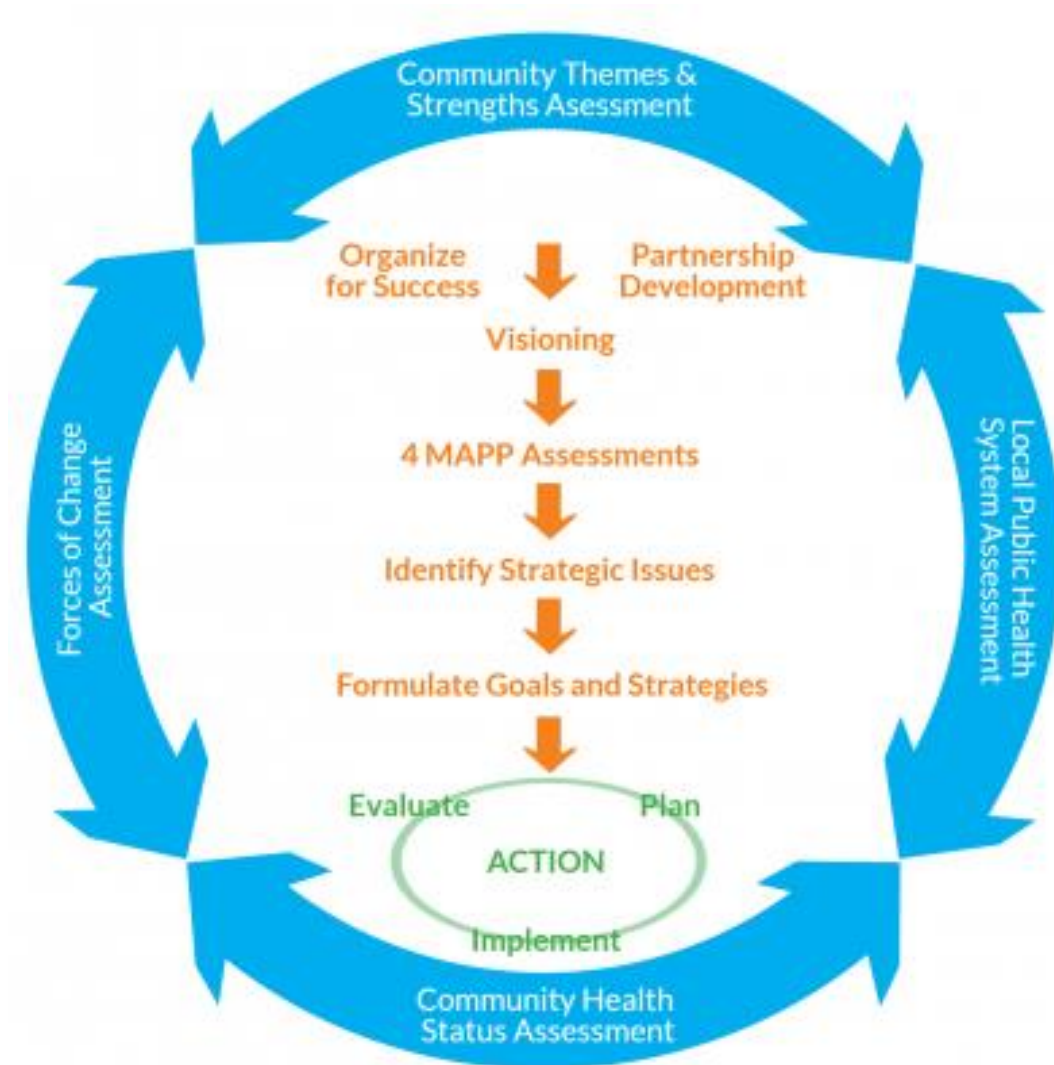 Community Themes &
Strengths Asessment
Organize
for Success
Partnership
Development
Visioning
4 MAPP Assessments
Identify Strategic Issues
Formulate Goals and Strategies
Evaluate
Plan
ACTION
Implement
Forces of Change
Assessment
Local Public Health
System Assessment
Community Health
Status Assessment